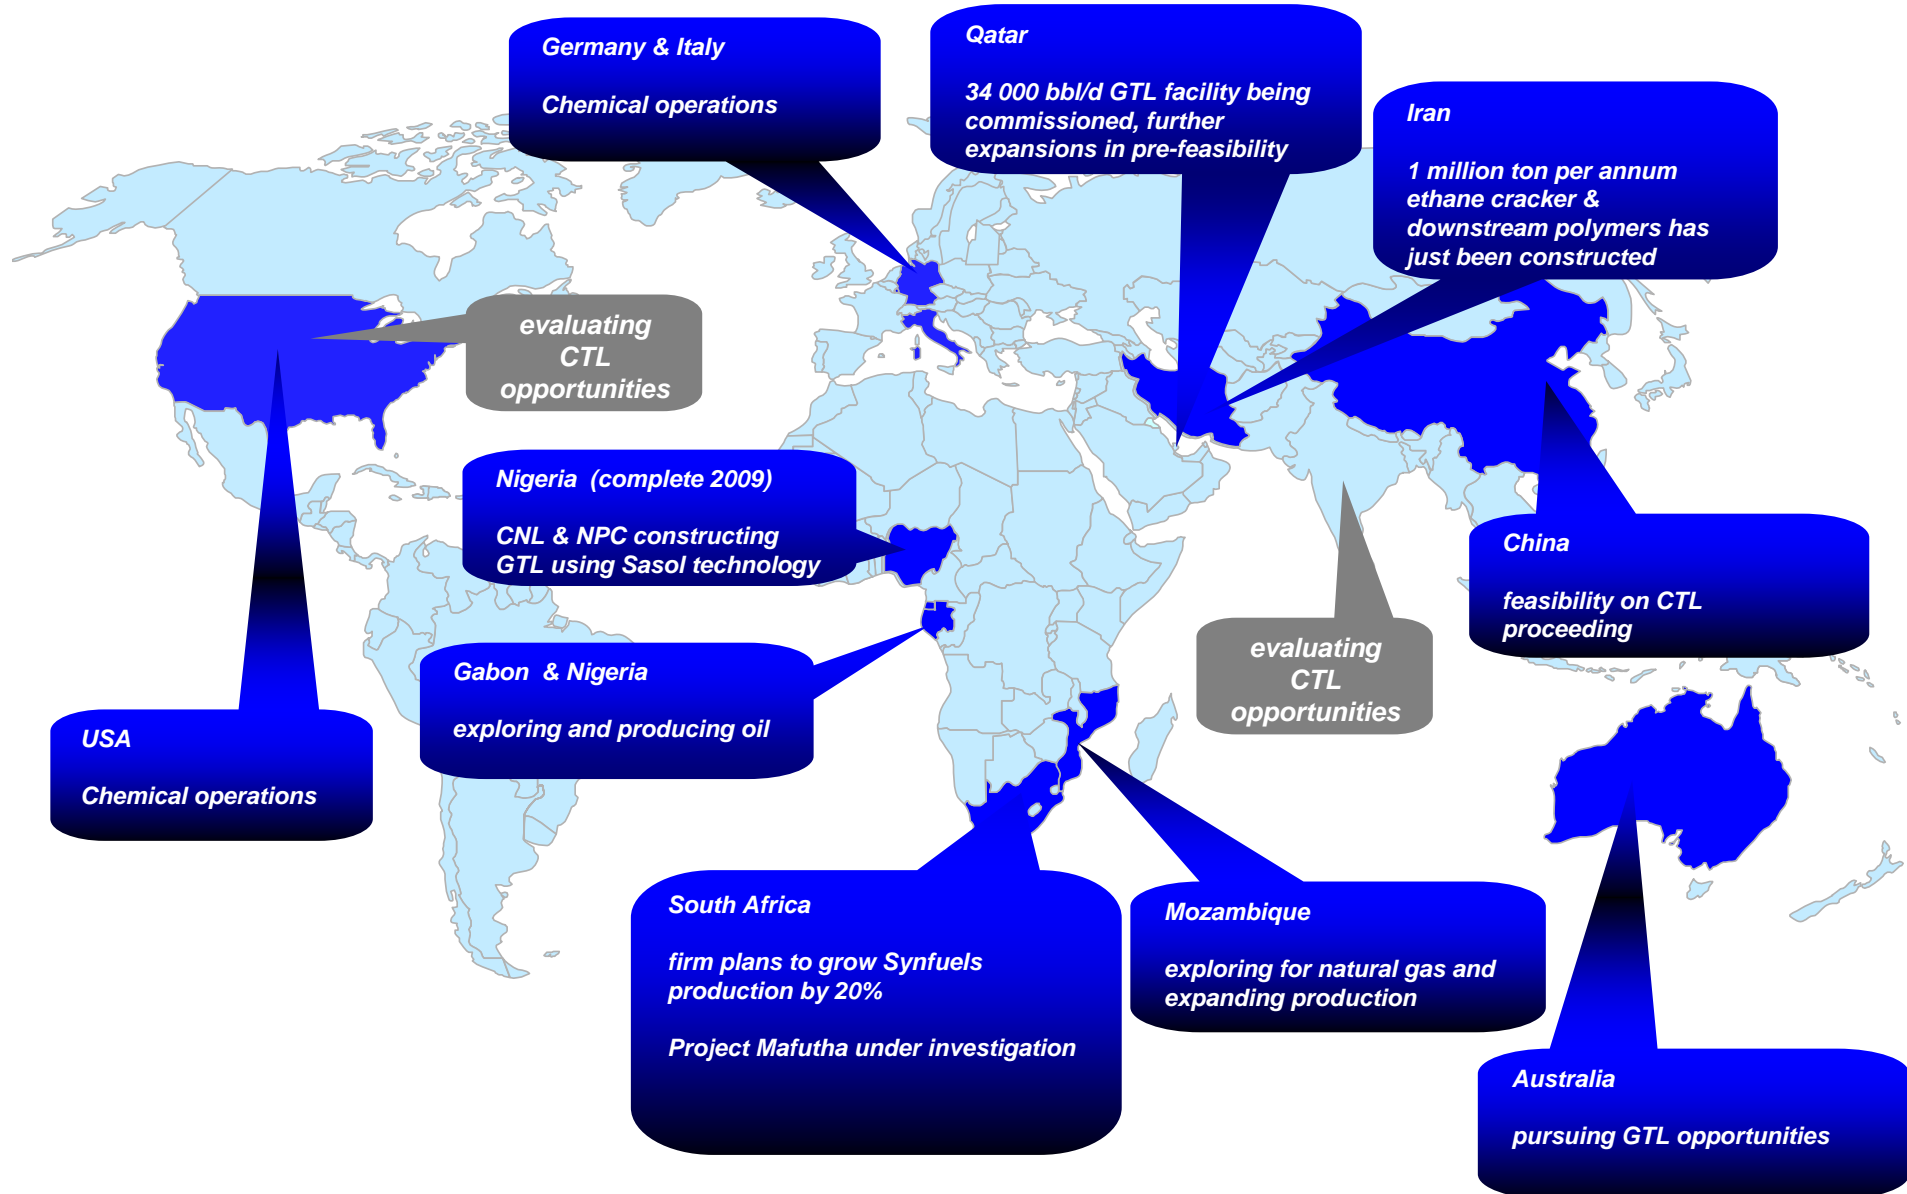 Germany & Italy
Chemical operations
Qatar
34 000 bbl/d GTL facility being
commissioned, further
expansions in pre-feasibility
Iran
1 million ton per annum
ethane cracker &
downstream polymers has
just been constructed
evaluating
CTL
opportunities
Nigeria (complete 2009)
CNL & NPC constructing
GTL using Sasol technology
China
feasibility on CTL
proceeding
evaluating
CTL
opportunities
Gabon & Nigeria
exploring and producing oil
USA
Chemical operations
South Africa
firm plans to grow Synfuels
production by 20%
Project Mafutha under investigation
Mozambique
exploring for natural gas and
expanding production
Australia
pursuing GTL opportunities